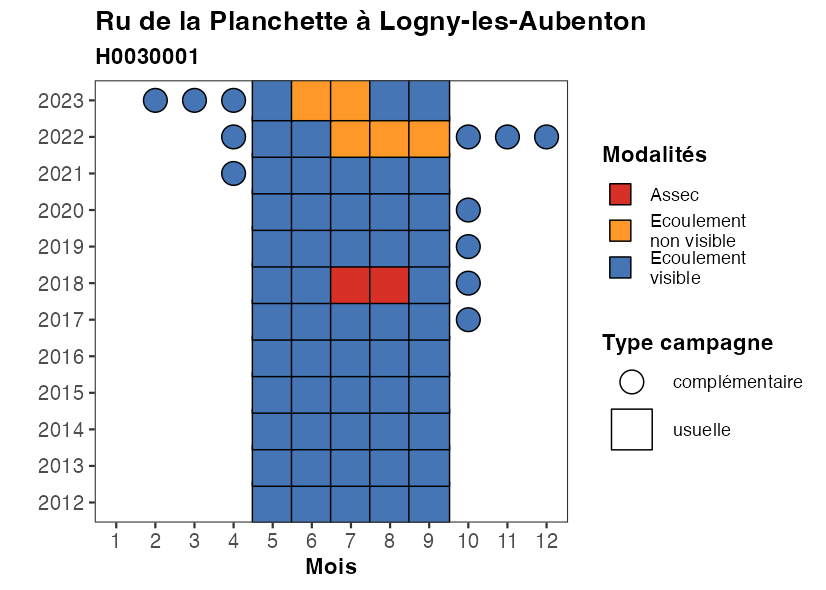 Ru de la Planchette à Logny-les-Aubenton
H0030001
2023
2022
2021
2020
2019
2018
2017
2016
2015
2014
2013
2012
1 2 3 4 5 6 7 8 9 10 11 12
Mois
Modalités
Assec
Ecoulement
non visible
Ecoulement
visible
Type campagne
complémentaire
usuelle